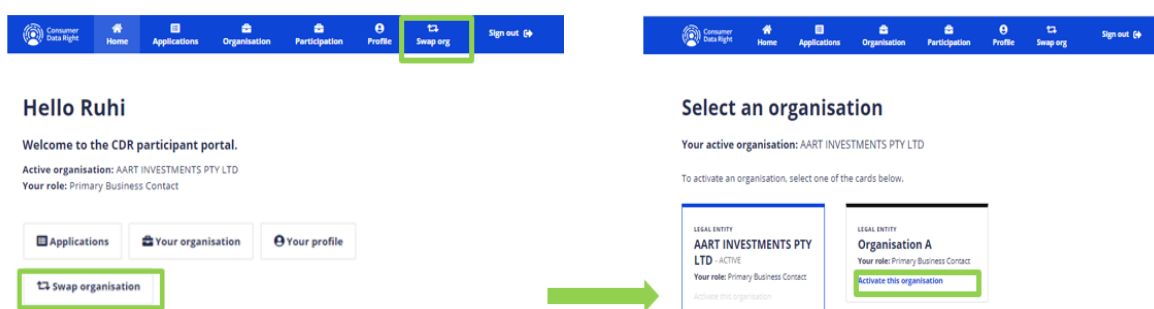 Consumer
Data Right
Home
Applications
Organisation
Participation
Profile
Swap org
Sign out
Hello Ruhi
Welcome to the CDR participant portal.
Active organisation: AART INVESTMENTS PTY LTD
Your role: Primary Business Contact
Applications
Your organisation
Your profile
Swap organisation
Consumer
Data Right
Home
Applications
Organisation
Participation
Profile
Swap org
Sign out
Select an organisation
Your active organisation: AART INVESTMENTS PTY LTD
To activate an organisation, select one of the cards below.
LEGAL ENTITY
AART INVESTMENTS PTY
LTD - ACTIVE
Your role: Primary Business Contact
Activate this organisation
LEGAL ENTITY
Organisation A
Your role: Primary Business Contact
Activate this organisation